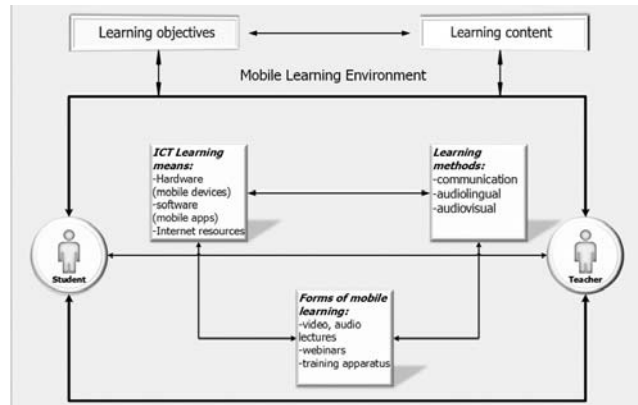 Learning objectives
Learning content
Mobile Learning Environment
ICT Learning
means:
-Hardware
(mobile devices)
-software
(mobile apps)
-Internet resources
Learning
methods:
-communication
-audiolingual
-audiovisual
Student
Teacher
Forms of mobile
learning:
-video, audio
lectures
-webinars
-training apparatus